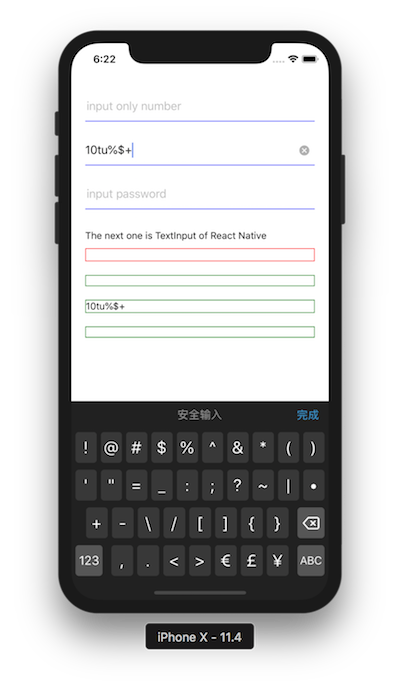 6:22
input only number
10tu%$+
input password
The next one is TextInput of React Native
10tu%$+
安全输入 完成
! @ # $ % ^ & * ( )
' " = _ : ; ? ~ | •
+ - \ / [ ] { }
123 , . < > € £ ¥ ABC
iPhone X - 11.4